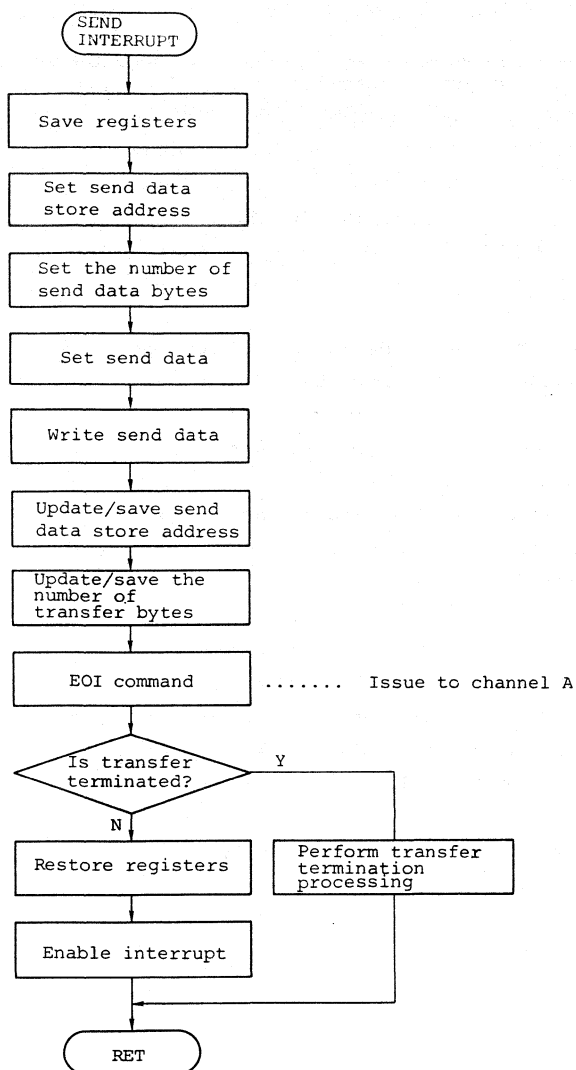 SEND
INTERRUPT
Save registers
Set send data
store address
Set the number of
send data bytes
Set send data
Write send data
Update/save send
data store address
Update/save the
number of
transfer bytes
EOI command ....... Issue to channel A
Is transfer
terminated?
Y
N
Restore registers
Perform transfer
termination
processing
Enable interrupt
RET